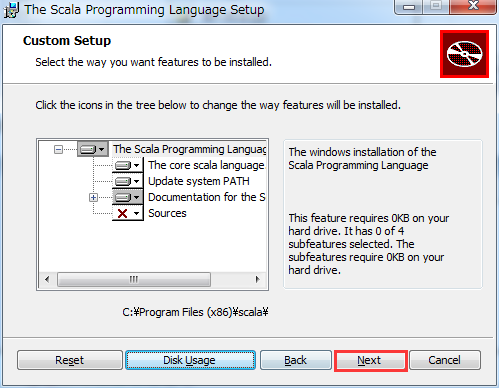 The Scala Programming Language Setup
Custom Setup
Select the way you want features to be installed.
Click the icons in the tree below to change the way features will be installed.
The Scala Programming Languag
The core scala language
Update system PATH
Documentation for the S
Sources
The windows installation of the
Scala Programming Language
This feature requires 0KB on your
hard drive. It has 0 of 4
subfeatures selected. The
subfeatures require 0KB on your
hard drive.
C:¥Program Files (x86)¥scala¥
Reset
Disk Usage
Back
Next
Cancel